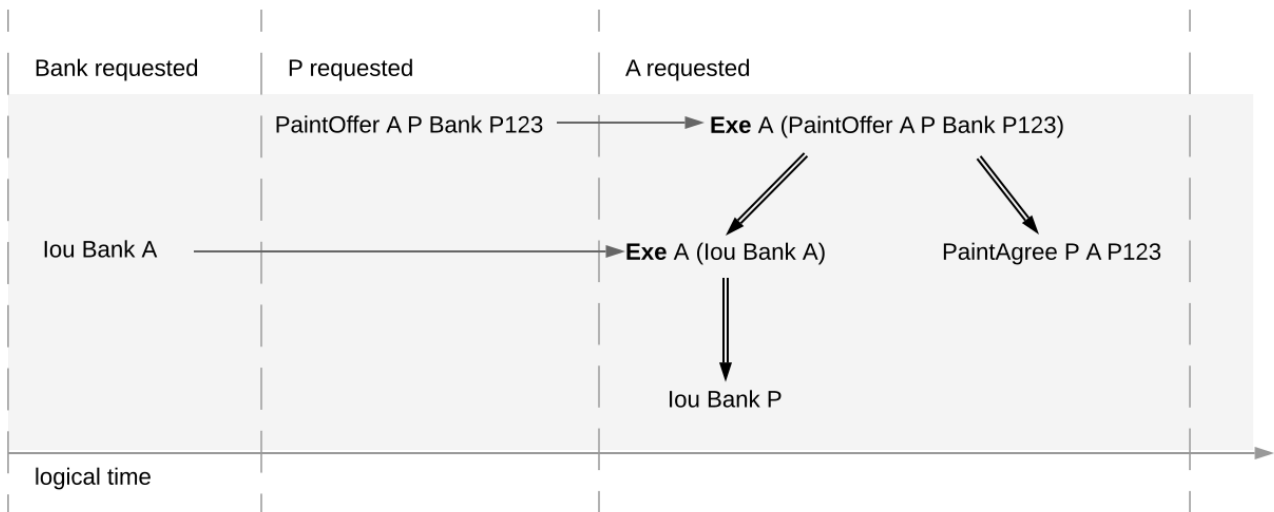 Bank requested
P requested
A requested
PaintOffer A P Bank P123
Exe A (PaintOffer A P Bank P123)
Iou Bank A
Exe A (Iou Bank A)
PaintAgree P A P123
Iou Bank P
logical time